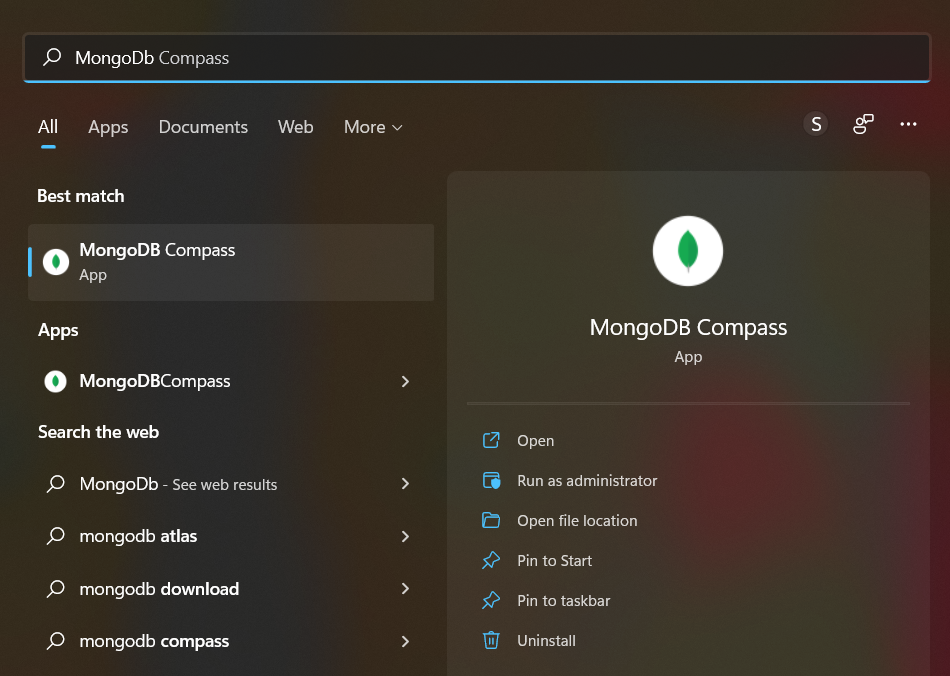 MongoDb Compass
All
Apps
Documents
Web
More
S
Best match
MongoDB Compass
App
Apps
MongoDBCompass
Search the web
MongoDb - See web results
mongodb atlas
mongodb download
mongodb compass
MongoDB Compass
App
Open
Run as administrator
Open file location
Pin to Start
Pin to taskbar
Uninstall